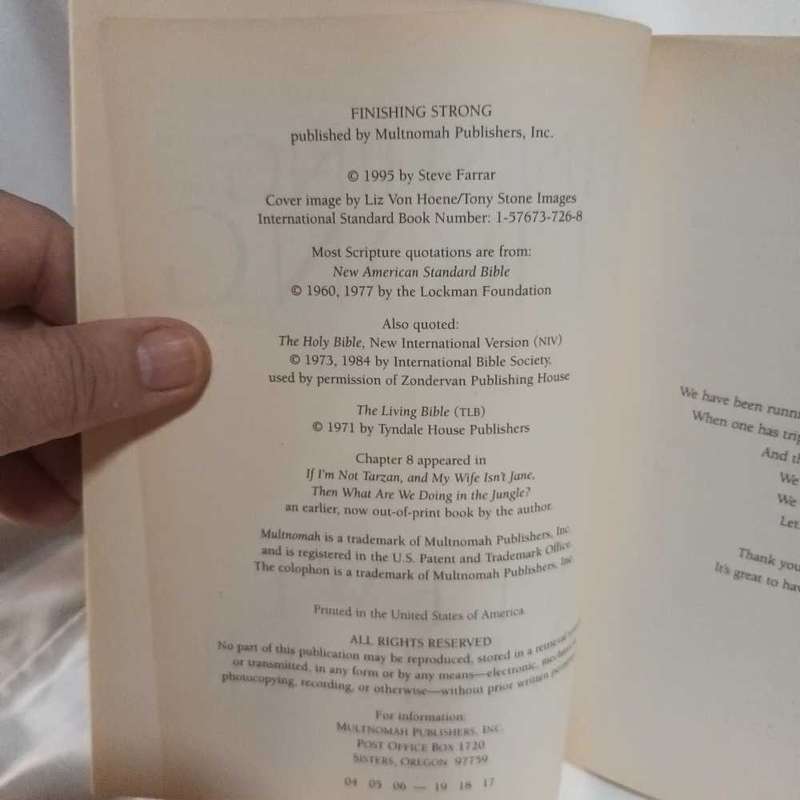 FINISHING STRONG
published by Multnomah Publishers, Inc.
© 1995 by Steve Farrar
Cover image by Liz Von Hoene/Tony Stone Images
International Standard Book Number: 1-57673-726-8
Most Scripture quotations are from:
New American Standard Bible
© 1960, 1977 by the Lockman Foundation
Also quoted:
The Holy Bible, New International Version (NIV)
© 1973, 1984 by International Bible Society,
used by permission of Zondervan Publishing House
The Living Bible (TLB)
© 1971 by Tyndale House Publishers
Chapter 8 appeared in
If I'm Not Tarzan, and My Wife Isn't Jane,
Then What Are We Doing in the Jungle?
an earlier, now out-of-print book by the author.
Multnomah is a trademark of Multnomah Publishers, Inc.
and is registered in the U.S. Patent and Trademark Office.
The colophon is a trademark of Multnomah Publishers, Inc.
Printed in the United States of America
ALL RIGHTS RESERVED
No part of this publication may be reproduced, stored in a retrieval
or transmitted, in any form or by any means—electronic,
photocopying, recording, or otherwise—without prior written
For information:
MULTNOMAH PUBLISHERS, INC.
POST OFFICE BOX 1720
SISTERS, OREGON 97759
04 05 06 — 19 18 17
We have been
When one has
And
We
We
Let
Thank you
It's great to